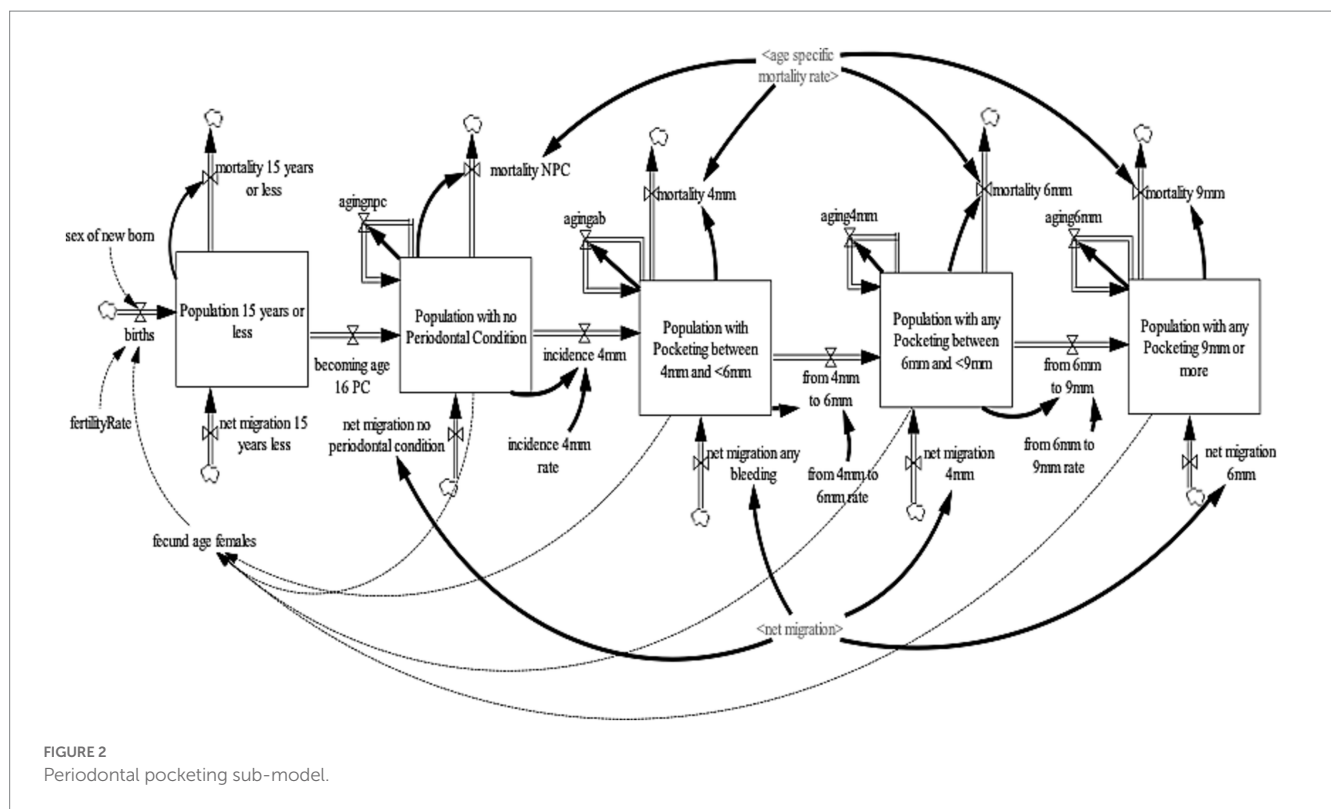 <age specific
mortality rate>
mortality 15 years
or less
mortality NPC
mortality 4mm
mortality 6mm
mortality 9mm
agingnpc
agingab
aging4mm
aging6mm
sex of new born
births
fertilityRate
Population 15 years or
less
becoming age
16 PC
Population with no
Periodontal Condition
incidence 4mm
incidence 4mm
rate
Population with
Pocketing between
4mm and <6mm
from 4mm
to 6mm
from 4mm to
6mm rate
Population with any
Pocketing between
6mm and <9mm
from 6mm
to 9mm
from 6mm to
9mm rate
Population with any
Pocketing 9mm or
more
net migration 15
years less
net migration no
periodontal condition
net migration any
bleeding
net migration
4mm
net migration
6mm
fecund age females
<net migration>
FIGURE 2
Periodontal pocketing sub-model.